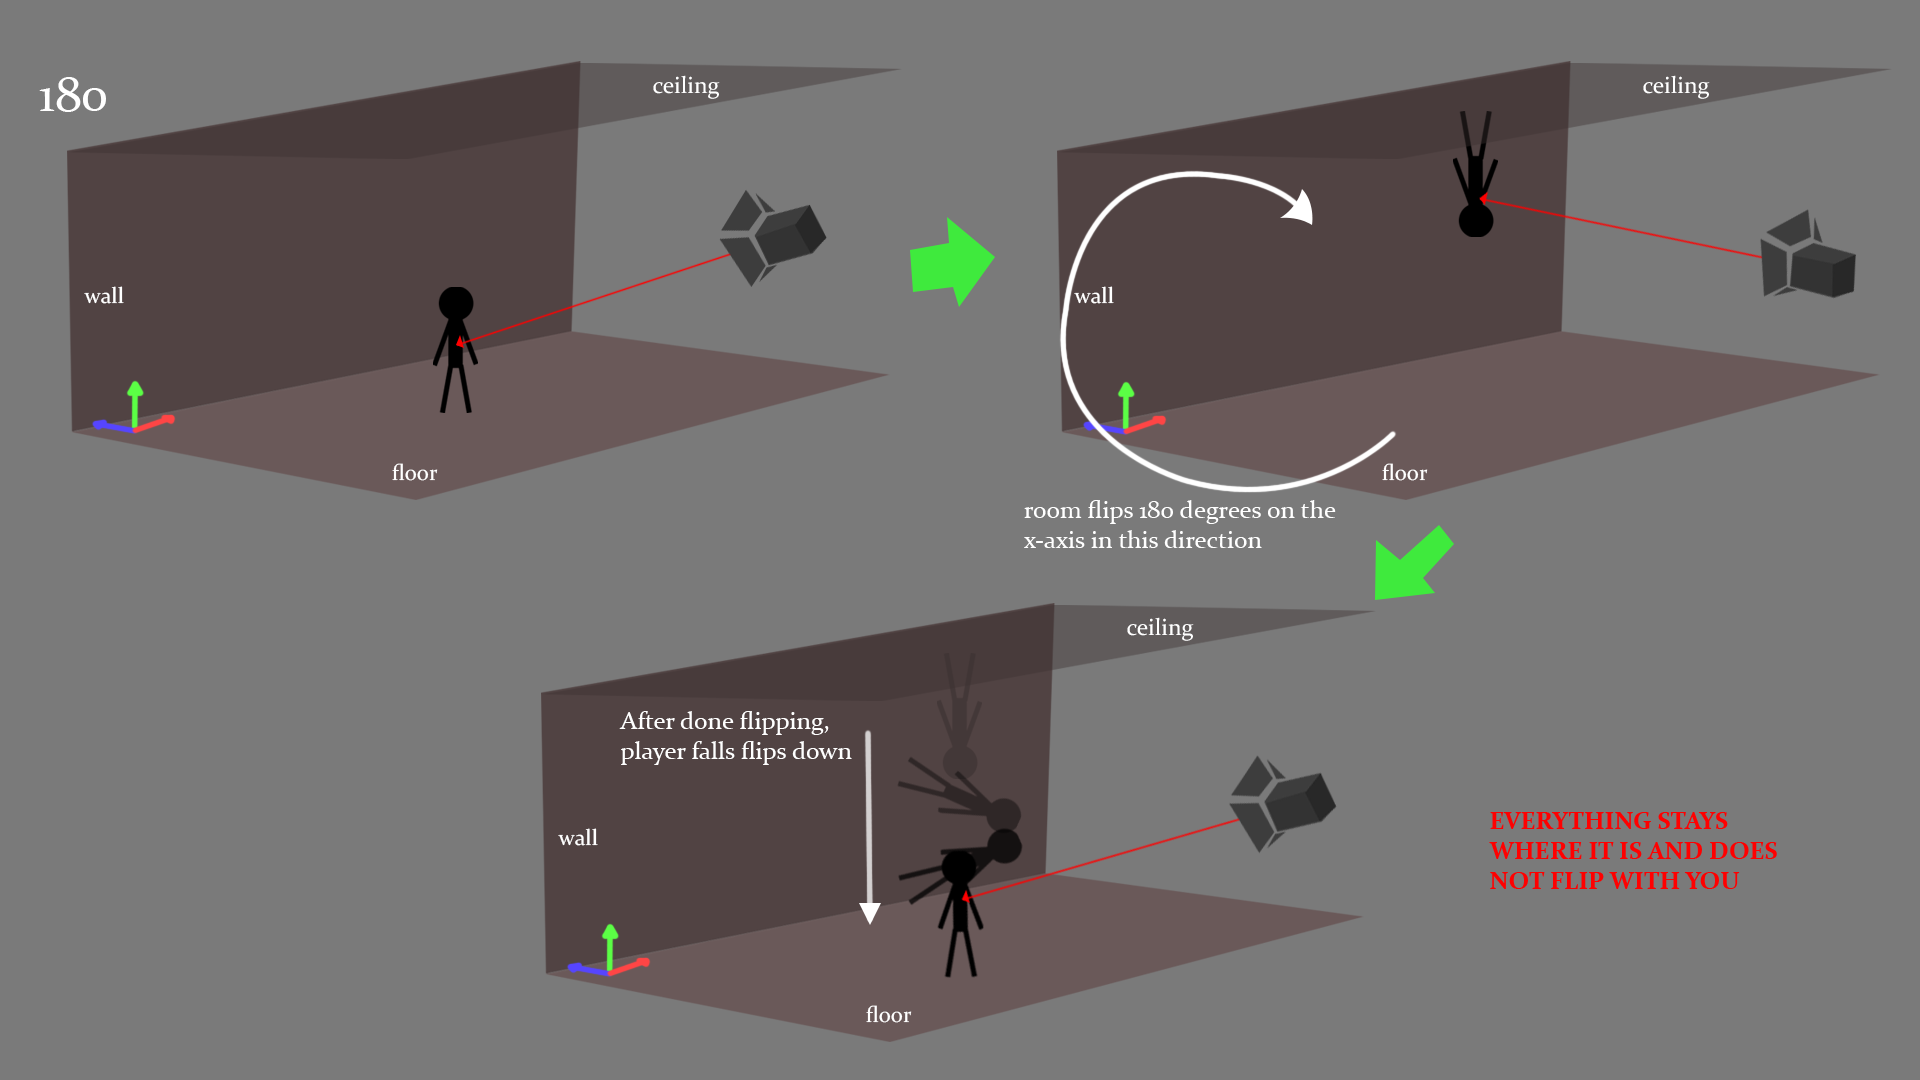 180
ceiling
wall
floor
ceiling
wall
floor
room flips 180 degrees on the
x-axis in this direction
ceiling
After done flipping,
player falls flips down
wall
floor
EVERYTHING STAYS
WHERE IT IS AND DOES
NOT FLIP WITH YOU